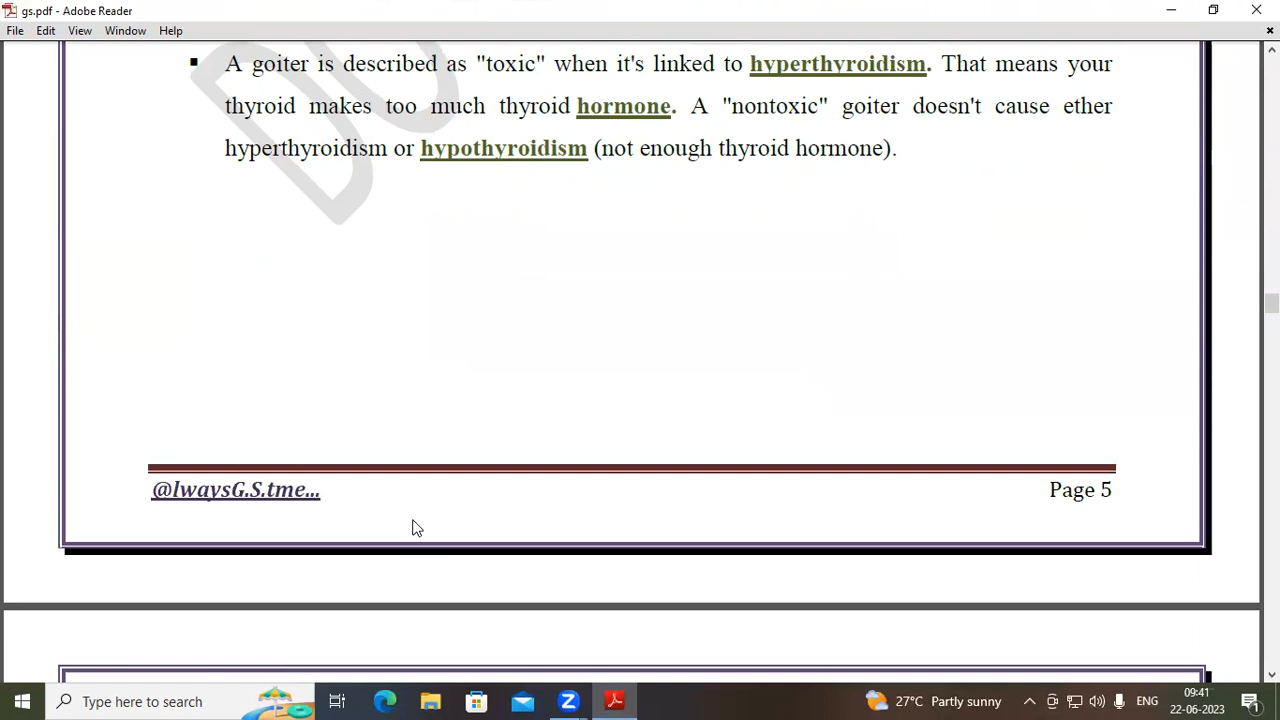 gs.pdf - Adobe Reader
File Edit View Window Help
▪ A goiter is described as "toxic" when it's linked to hyperthyroidism. That means your
thyroid makes too much thyroid hormone. A "nontoxic" goiter doesn't cause ether
hyperthyroidism or hypothyroidism (not enough thyroid hormone).
@lwaysG.S.tme... Page 5
Type here to search 27°C Partly sunny ENG 09:41
22-06-2023 1